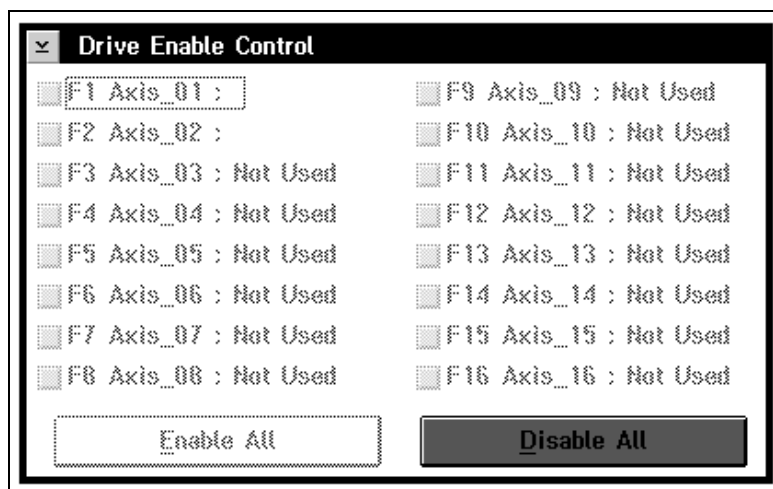 Drive Enable Control
F1 Axis_01 :
F2 Axis_02 :
F3 Axis_03 : Not Used
F4 Axis_04 : Not Used
F5 Axis_05 : Not Used
F6 Axis_06 : Not Used
F7 Axis_07 : Not Used
F8 Axis_08 : Not Used
F9 Axis_09 : Not Used
F10 Axis_10 : Not Used
F11 Axis_11 : Not Used
F12 Axis_12 : Not Used
F13 Axis_13 : Not Used
F14 Axis_14 : Not Used
F15 Axis_15 : Not Used
F16 Axis_16 : Not Used
Enable All
Disable All